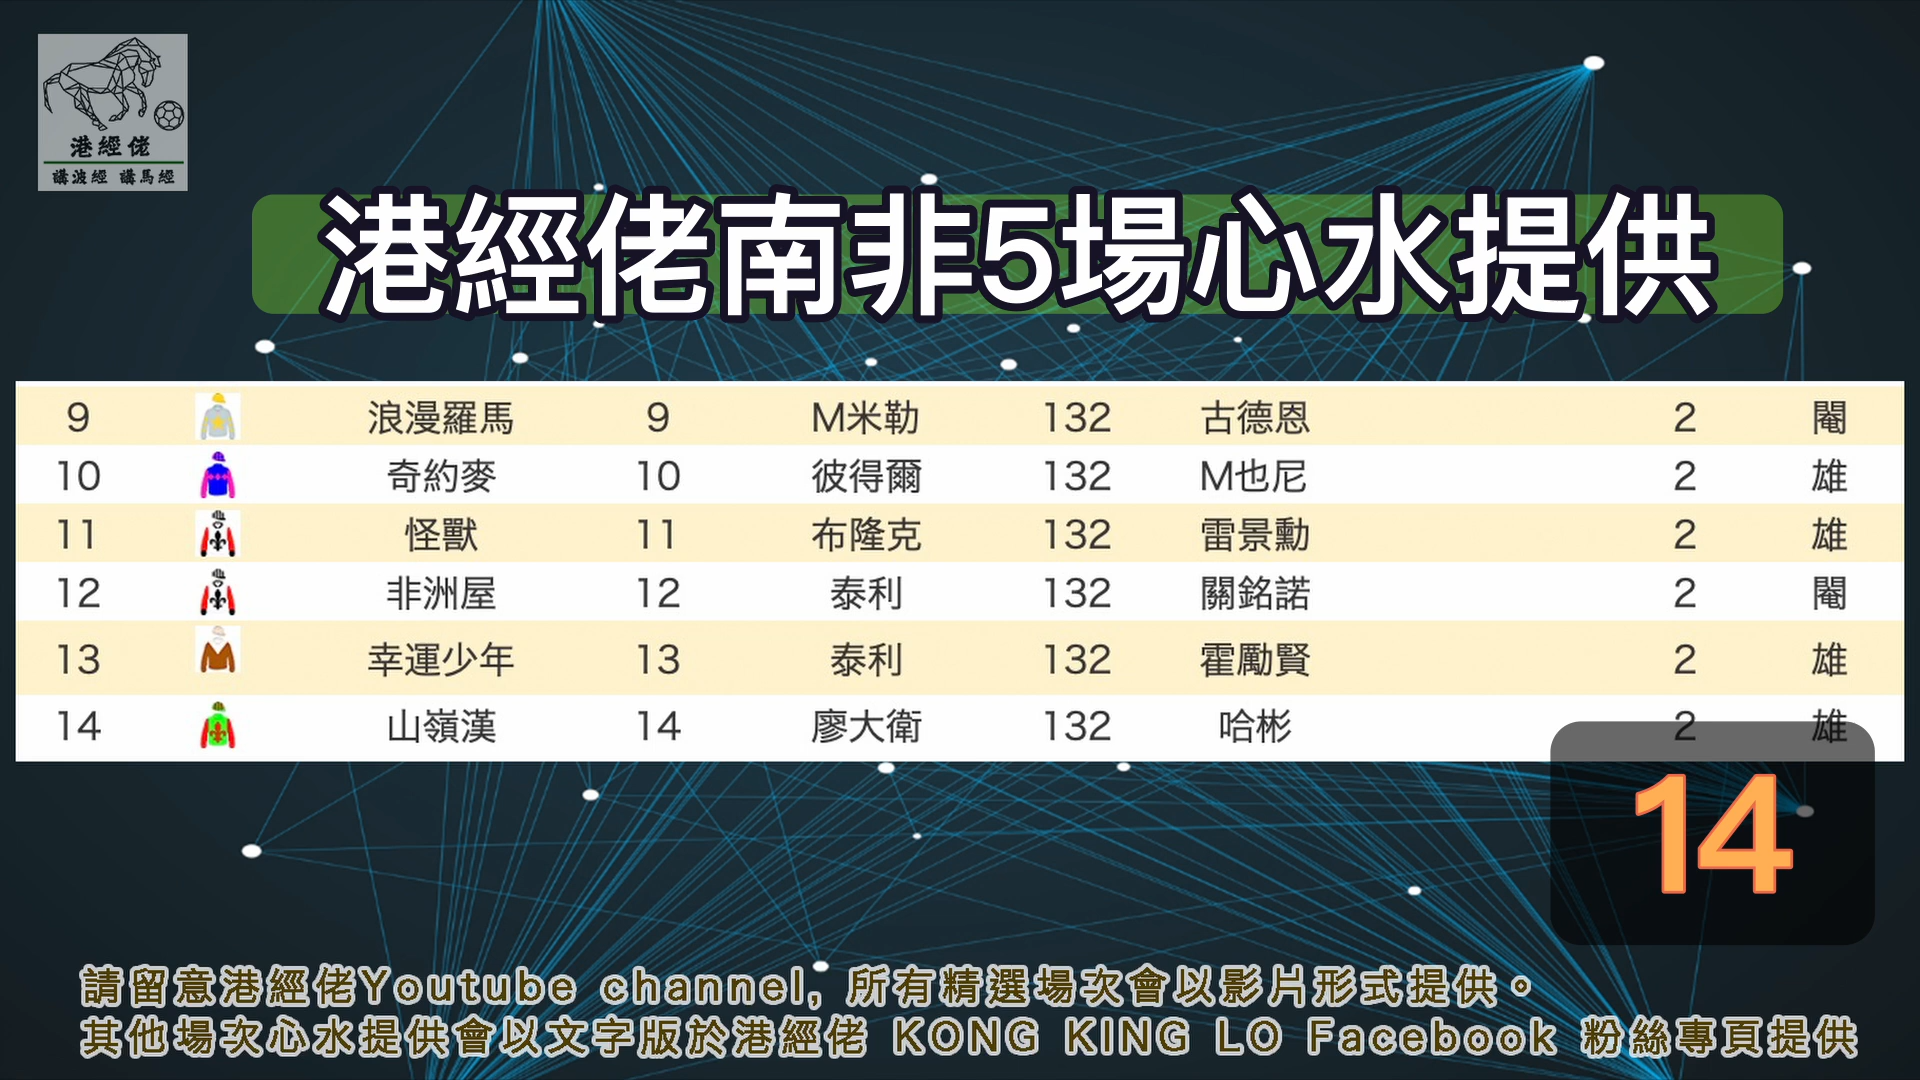 港經佬
講波經 講馬經
港經佬南非5場心水提供
9 浪漫羅馬 9 M米勒 132 古德恩 2 閹
10 奇約麥 10 彼得爾 132 M也尼 2 雄
11 怪獸 11 布隆克 132 雷景勳 2 雄
12 非洲屋 12 泰利 132 關銘諾 2 閹
13 幸運少年 13 泰利 132 霍勵賢 2 雄
14 山嶺漢 14 廖大衛 132 哈彬 2 雄
14
請留意港經佬Youtube channel, 所有精選場次會以影片形式提供。
其他場次心水提供會以文字版於港經佬 KONG KING LO Facebook 粉絲專頁提供